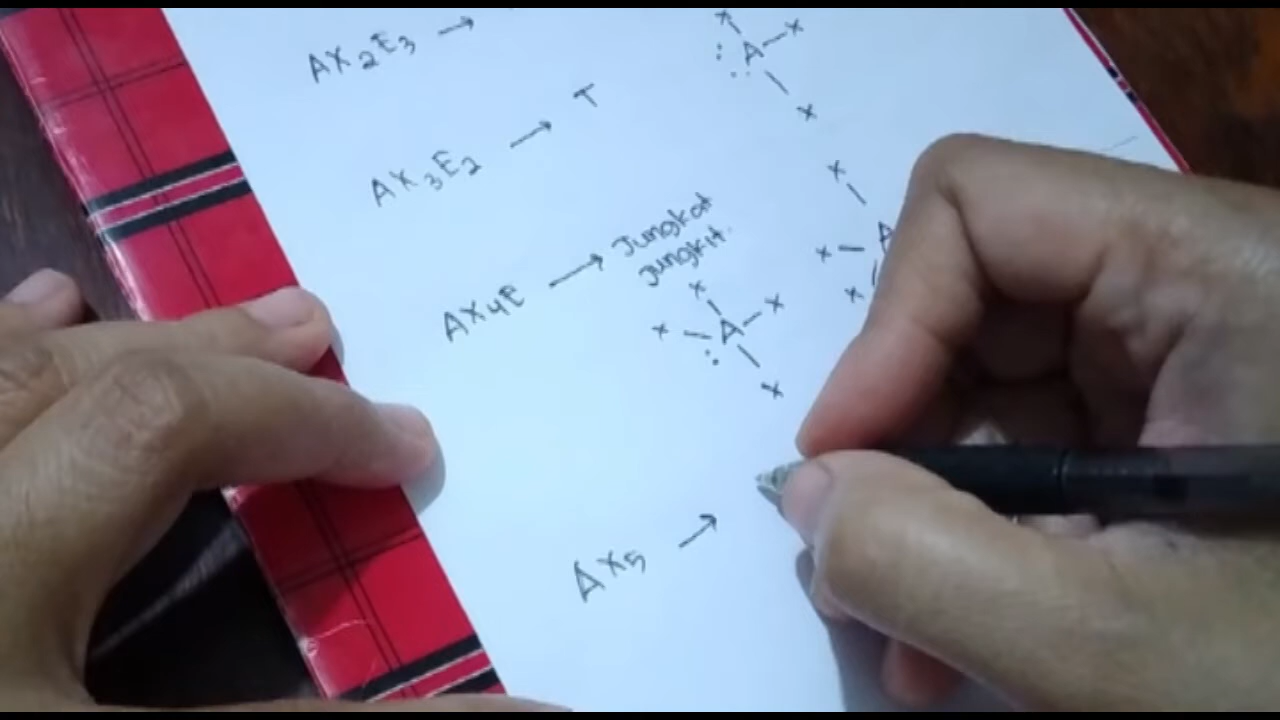 AX2E3 →
X
X
: A
: X
AX3E2 → T
X
X A
X
AX4E → Jungkat
Jungkit.
X X
X A
:
X
AX5 →